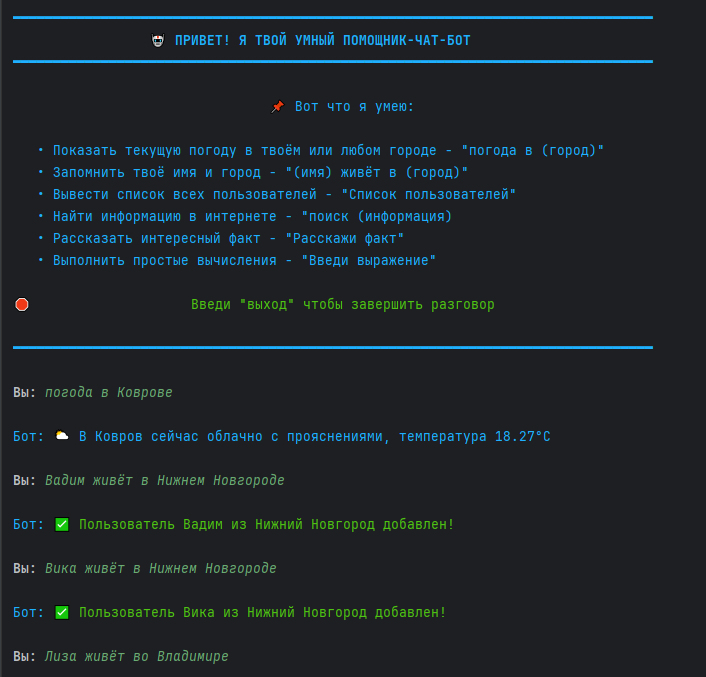 ПРИВЕТ! Я ТВОЙ УМНЫЙ ПОМОЩНИК-ЧАТ-БОТ
Вот что я умею:
• Показать текущую погоду в твоём или любом городе - "погода в (город)"
• Запомнить твоё имя и город - "(имя) живёт в (город)"
• Вывести список всех пользователей - "Список пользователей"
• Найти информацию в интернете - "поиск (информация)
• Рассказать интересный факт - "Расскажи факт"
• Выполнить простые вычисления - "Введи выражение"
Введи "выход" чтобы завершить разговор
Вы: погода в Коврове
Бот: В Ковров сейчас облачно с прояснениями, температура 18.27°C
Вы: Вадим живёт в Нижнем Новгороде
Бот: ✅ Пользователь Вадим из Нижний Новгород добавлен!
Вы: Вика живёт в Нижнем Новгороде
Бот: ✅ Пользователь Вика из Нижний Новгород добавлен!
Вы: Лиза живёт во Владимире